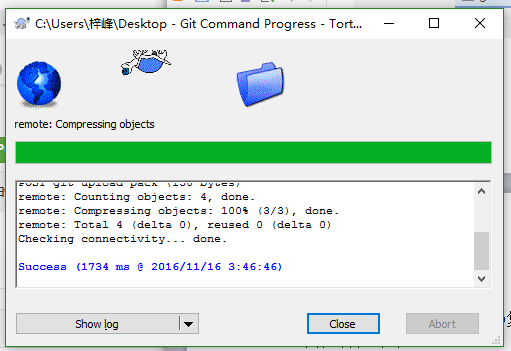 C:\Users\梓峰\Desktop - Git Command Progress - Tort
remote: Compressing objects
POST git-upload-pack (150 bytes)
remote: Counting objects: 4, done.
remote: Compressing objects: 100% (3/3), done.
remote: Total 4 (delta 0), reused 0 (delta 0)
Checking connectivity... done.
Success (1734 ms @ 2016/11/16 3:46:46)
Show log
Close
Abort